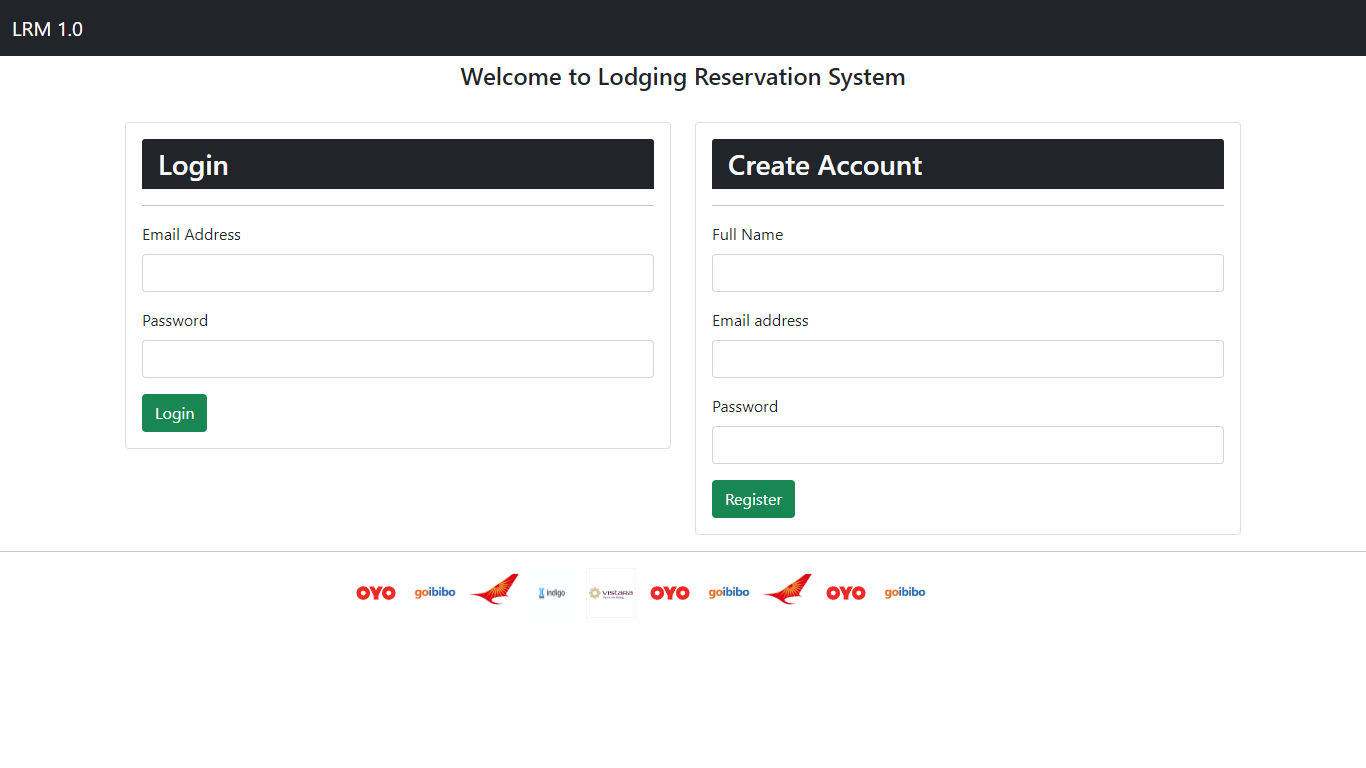 LRM 1.0
Welcome to Lodging Reservation System
Login
Email Address
Password
Login
Create Account
Full Name
Email address
Password
Register
OYO goibibo indigo VISTARA OYO goibibo OYO goibibo